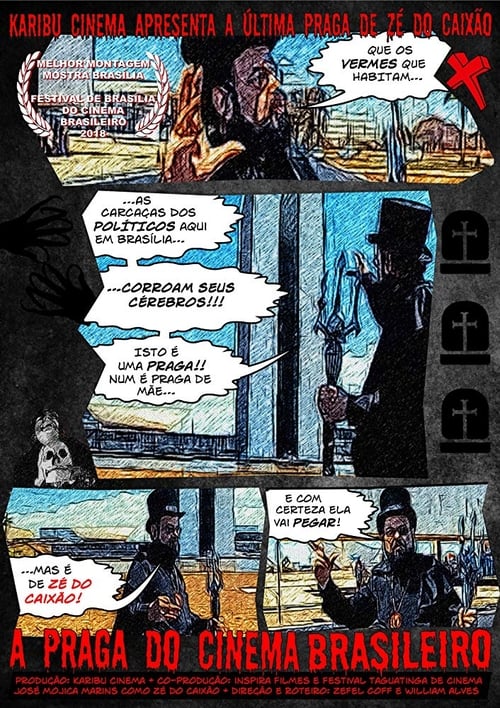 KARIBU CINEMA APRESENTA A ÚLTIMA PRAGA DE ZÉ DO CAIXÃO
MELHOR MONTAGEM
MOSTRA BRASÍLIA
FESTIVAL DE BRASÍLIA
DO CINEMA
BRASILEIRO
2018
QUE OS
VERMES QUE
HABITAM...
...AS
CARCAÇAS DOS
POLÍTICOS AQUI
EM BRASÍLIA...
...CORROAM SEUS
CÉREBROS!!!
ISTO É
UMA PRAGA!!
NUM É PRAGA DE
MÃE...
...MAS É
DE ZÉ DO
CAIXÃO!
E COM
CERTEZA ELA
VAI PEGAR!
A PRAGA DO CINEMA BRASILEIRO
PRODUÇÃO: KARIBU CINEMA + CO-PRODUÇÃO: INSPIRA FILMES E FESTIVAL TAGUATINGA DE CINEMA
JOSÉ MOJICA MARINS COMO ZÉ DO CAIXÃO + DIREÇÃO E ROTEIRO: ZEFEL COFF E WILLIAM ALVES